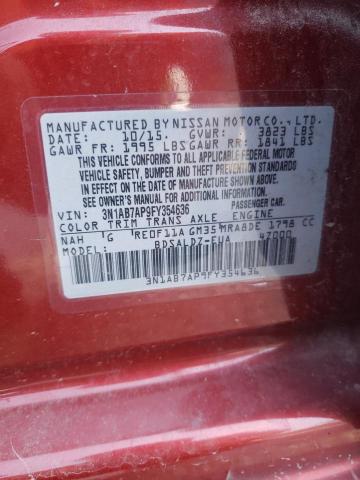 MANUFACTURED BY NISSAN MOTOR CO., LTD.
DATE: 10/15. GVWR: 3823 LBS
GAWR FR: 1995 LBS GAWR RR: 1841 LBS
THIS VEHICLE CONFORMS TO ALL APPLICABLE FEDERAL MOTOR
VEHICLE SAFETY, BUMPER AND THEFT PREVENTION STANDARDS
IN EFFECT ON THE DATE OF MANUFACTURE SHOWN ABOVE.
SEE OWNER'S MANUAL FOR ADDITIONAL INFORMATION
VIN: 3N1AB7AP9FY354636 PASSENGER CAR.
COLOR TRIM TRANS AXLE ENGINE
NAH G RE0F11A GM35 MRA8DE 1798 CC
MODEL: BDSALDZ-EUA 47000
3N1AB7AP9FY354636